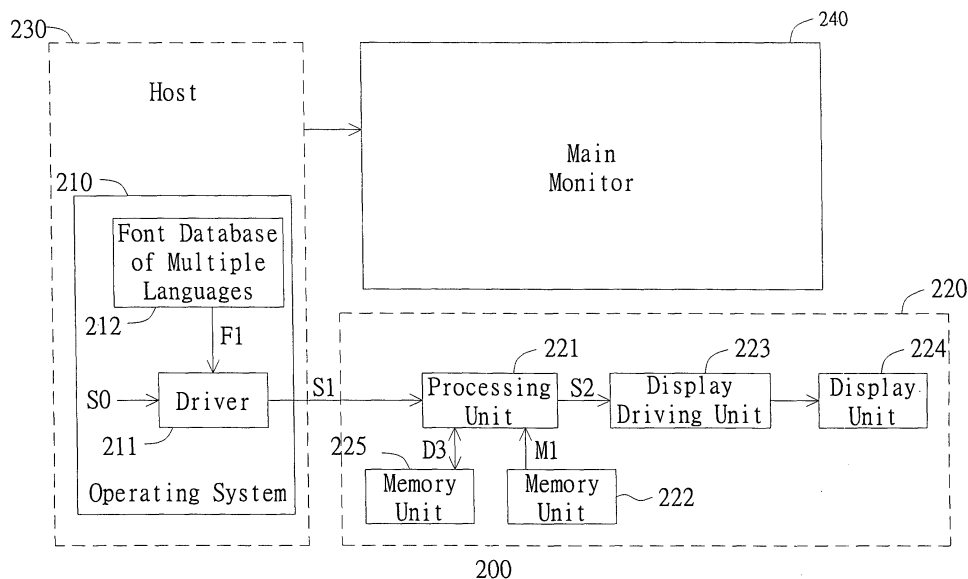 230
240
Host
Main
Monitor
210
Font Database
of Multiple
Languages
212
F1
220
221
223
224
S0
Driver
S1
Processing
Unit
S2
Display
Driving Unit
Display
Unit
211
225
D3
M1
Operating System
Memory
Unit
Memory
Unit
222
200